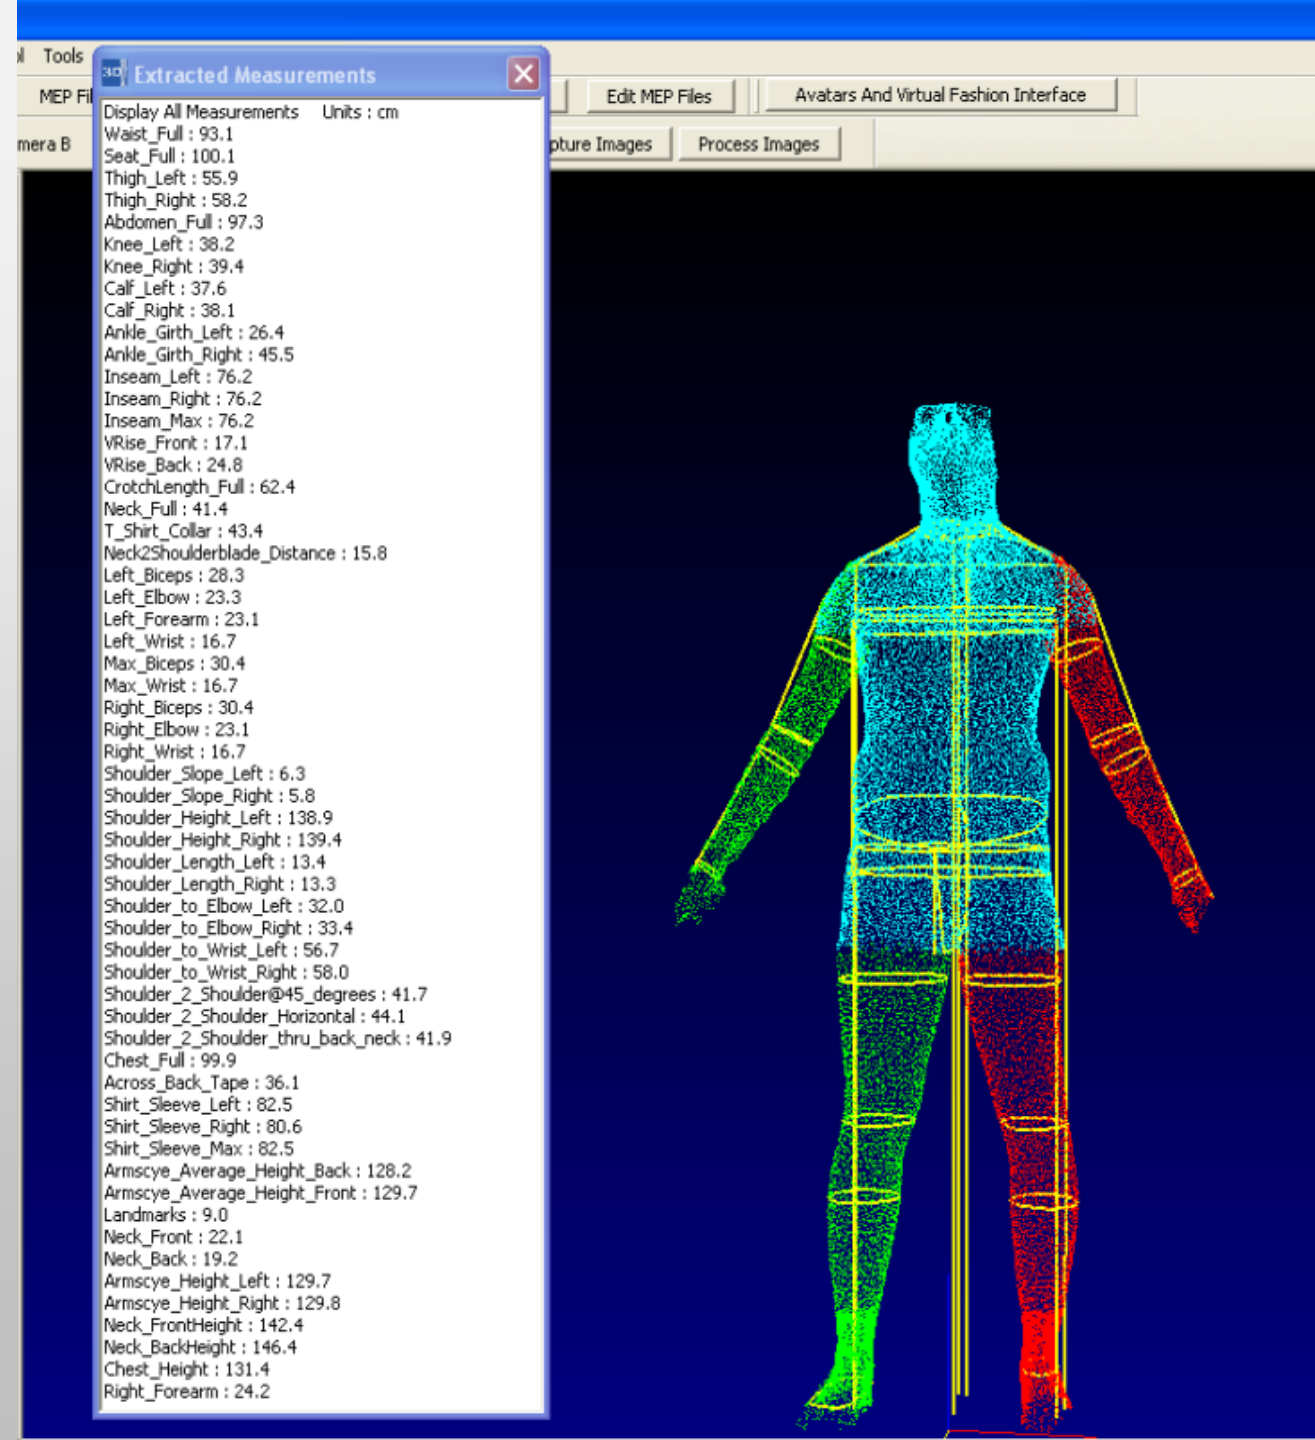 Tools
MEP
Edit MEP Files
Avatars And Virtual Fashion Interface
B
Images
Process Images
3D
Extracted Measurements
Display All Measurements Units : cm
Waist_Full : 93.1
Seat_Full : 100.1
Thigh_Left : 55.9
Thigh_Right : 58.2
Abdomen_Full : 97.3
Knee_Left : 38.2
Knee_Right : 39.4
Calf_Left : 37.6
Calf_Right : 38.1
Ankle_Girth_Left : 26.4
Ankle_Girth_Right : 45.5
Inseam_Left : 76.2
Inseam_Right : 76.2
Inseam_Max : 76.2
VRise_Front : 17.1
VRise_Back : 24.8
CrotchLength_Full : 62.4
Neck_Full : 41.4
T_Shirt_Collar : 43.4
Neck2Shoulderblade_Distance : 15.8
Left_Biceps : 28.3
Left_Elbow : 23.3
Left_Forearm : 23.1
Left_Wrist : 16.7
Max_Biceps : 30.4
Max_Wrist : 16.7
Right_Biceps : 30.4
Right_Elbow : 23.1
Right_Wrist : 16.7
Shoulder_Slope_Left : 6.3
Shoulder_Slope_Right : 5.8
Shoulder_Height_Left : 138.9
Shoulder_Height_Right : 139.4
Shoulder_Length_Left : 13.4
Shoulder_Length_Right : 13.3
Shoulder_to_Elbow_Left : 32.0
Shoulder_to_Elbow_Right : 33.4
Shoulder_to_Wrist_Left : 56.7
Shoulder_to_Wrist_Right : 58.0
Shoulder_2_Shoulder@45_degrees : 41.7
Shoulder_2_Shoulder_Horizontal : 44.1
Shoulder_2_Shoulder_thru_back_neck : 41.9
Chest_Full : 99.9
Across_Back_Tape : 36.1
Shirt_Sleeve_Left : 82.5
Shirt_Sleeve_Right : 80.6
Shirt_Sleeve_Max : 82.5
Armscye_Average_Height_Back : 128.2
Armscye_Average_Height_Front : 129.7
Landmarks : 9.0
Neck_Front : 22.1
Neck_Back : 19.2
Armscye_Height_Left : 129.7
Armscye_Height_Right : 129.8
Neck_FrontHeight : 142.4
Neck_BackHeight : 146.4
Chest_Height : 131.4
Right_Forearm : 24.2